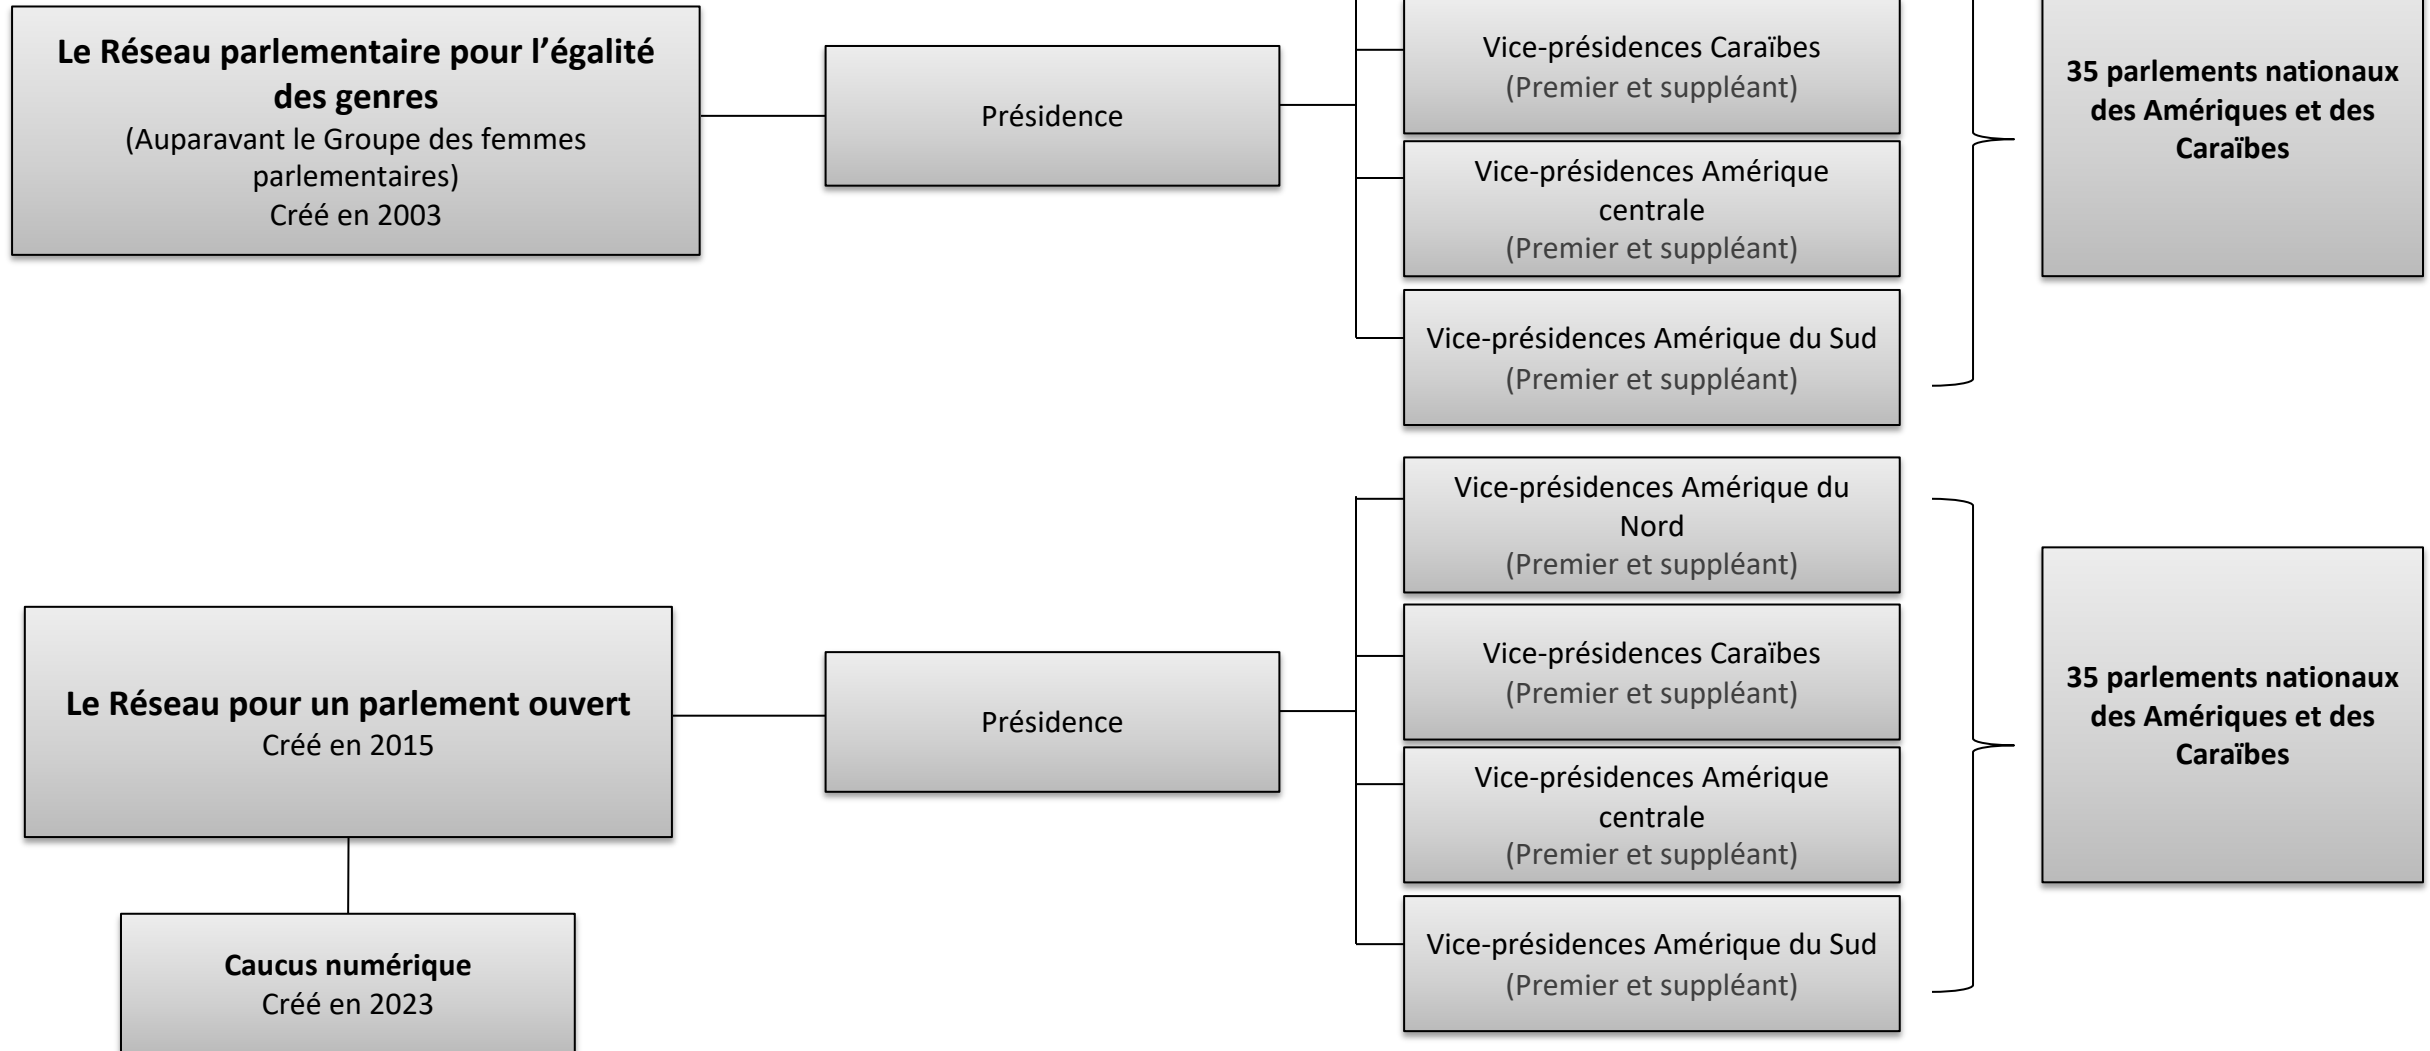 Le Réseau parlementaire pour l’égalité
des genres
(Auparavant le Groupe des femmes
parlementaires)
Créé en 2003
Présidence
Vice-présidences Caraïbes
(Premier et suppléant)
Vice-présidences Amérique
centrale
(Premier et suppléant)
Vice-présidences Amérique du Sud
(Premier et suppléant)
35 parlements nationaux
des Amériques et des
Caraïbes
Le Réseau pour un parlement ouvert
Créé en 2015
Caucus numérique
Créé en 2023
Présidence
Vice-présidences Amérique du
Nord
(Premier et suppléant)
Vice-présidences Caraïbes
(Premier et suppléant)
Vice-présidences Amérique
centrale
(Premier et suppléant)
Vice-présidences Amérique du Sud
(Premier et suppléant)
35 parlements nationaux
des Amériques et des
Caraïbes